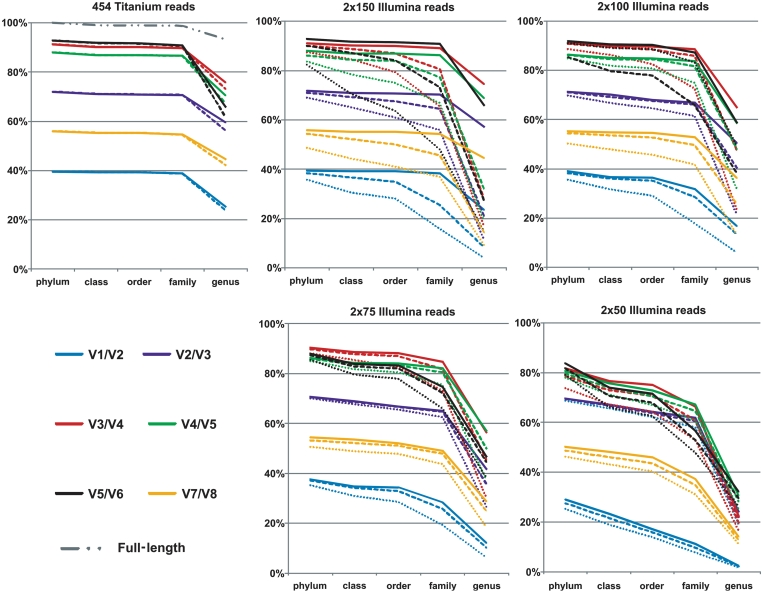 454 Titanium reads
100%
80%
60%
40%
20%
0%
phylum class order family genus
2x150 Illumina reads
100%
80%
60%
40%
20%
0%
phylum class order family genus
2x100 Illumina reads
100%
80%
60%
40%
20%
0%
phylum class order family genus
V1/V2 V2/V3
V3/V4 V4/V5
V5/V6 V7/V8
Full-length
2x75 Illumina reads
100%
80%
60%
40%
20%
0%
phylum class order family genus
2x50 Illumina reads
100%
80%
60%
40%
20%
0%
phylum class order family genus